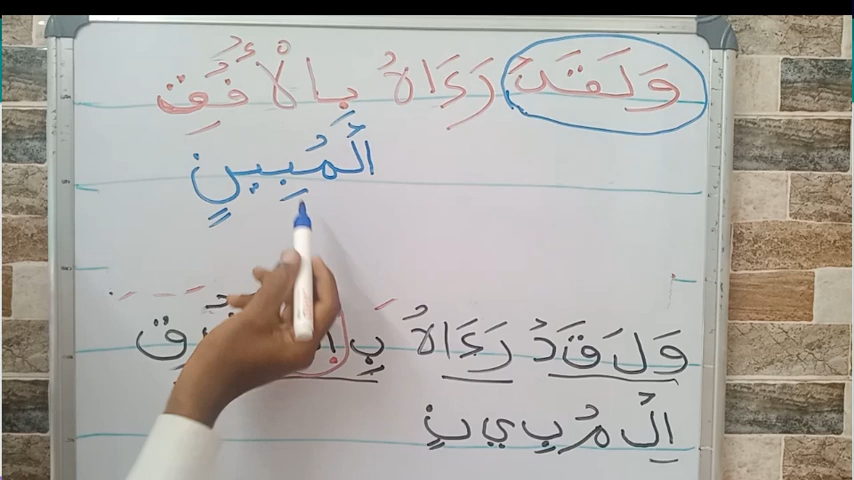 وَلَقَدْ رَءَاهُ بِالْأُفُقِ
الْمُبِينٍ
وَ لَ قَ دْ رَءَاهُ بِ
الْ مُ بِ ي نٍ